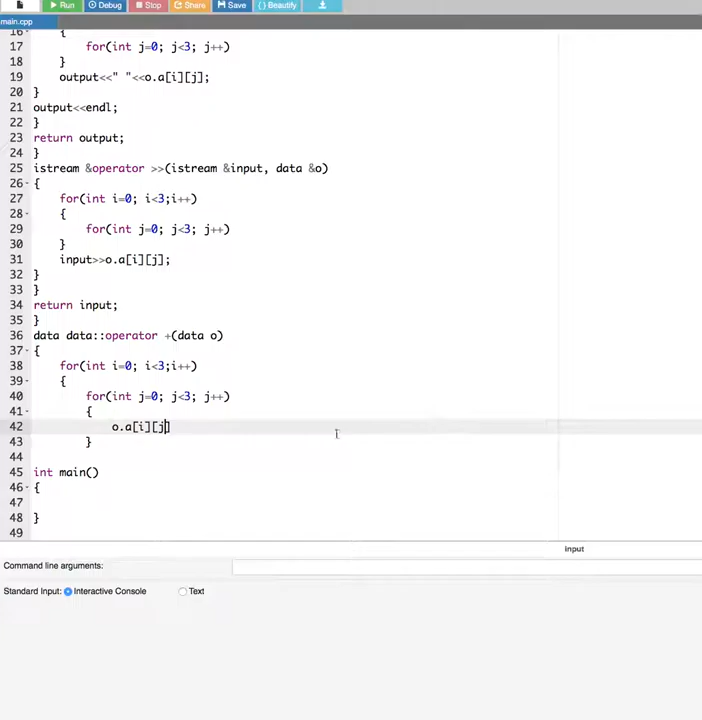 Run Debug Stop Share Save { } Beautify
main.cpp
16 {
17 for(int j=0; j<3; j++)
18 }
19 output<<" "<<o.a[i][j];
20 }
21 output<<endl;
22 }
23 return output;
24 }
25 istream &operator >>(istream &input, data &o)
26 {
27 for(int i=0; i<3;i++)
28 {
29 for(int j=0; j<3; j++)
30 }
31 input>>o.a[i][j];
32 }
33 }
34 return input;
35 }
36 data data::operator +(data o)
37 {
38 for(int i=0; i<3;i++)
39 {
40 for(int j=0; j<3; j++)
41 {
42 o.a[i][j]
43 }
44
45 int main()
46 {
47
48 }
49
input
Command line arguments:
Standard Input: Interactive Console Text